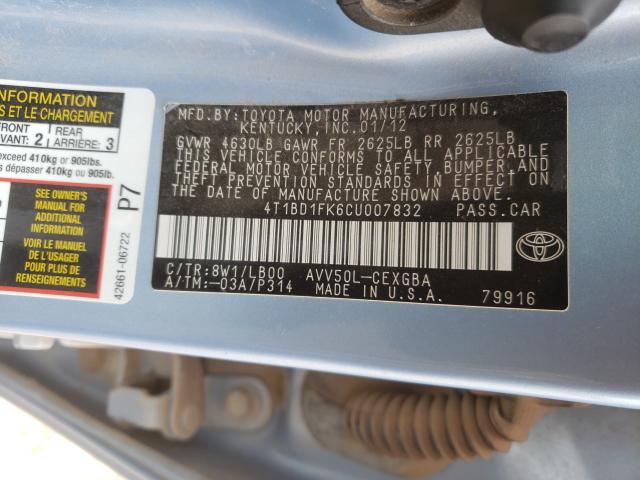 INFORMATION
S ET LE CHARGEMENT
FRONT
VANT: 2
REAR
ARRIÈRE: 3
exceed 410kg or 905lbs.
s dépasser 410kg ou 905lb.
SEE OWNER'S
MANUAL FOR
ADDITIONAL
INFORMATION
VOIR LE MANUEL
DE L'USAGER
POUR PLUS DE
42661-06722
P7
MFD.BY:TOYOTA MOTOR MANUFACTURING,
KENTUCKY, INC.01/12
GVWR 4630LB GAWR FR 2625LB RR 2625LB
THIS VEHICLE CONFORMS TO ALL APPLICABLE
FEDERAL MOTOR VEHICLE SAFETY,BUMPER,AND
THEFT PREVENTION STANDARDS IN EFFECT ON
THE DATE OF MANUFACTURE SHOWN ABOVE.
4T1BD1FK6CU007832 PASS.CAR
C/TR:8W1/LB00 AVV50L-CEXGBA
A/TM:-03A/P314 MADE IN U.S.A.
79916
TOYOTA